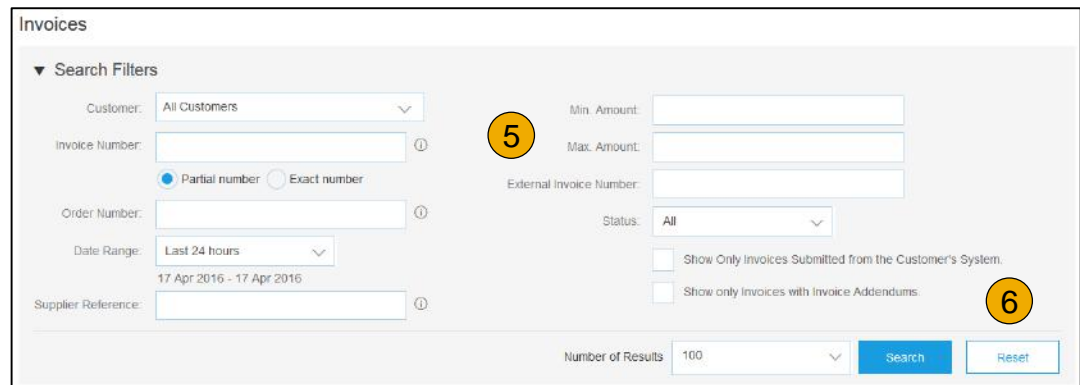 Invoices
▼ Search Filters
Customer: All Customers
Invoice Number:
Partial number Exact number
Order Number:
Date Range: Last 24 hours
17 Apr 2016 - 17 Apr 2016
Supplier Reference:
5
Min. Amount:
Max. Amount:
External Invoice Number:
Status: All
Show Only Invoices Submitted from the Customer's System.
Show only Invoices with Invoice Addendums.
6
Number of Results 100 Search Reset